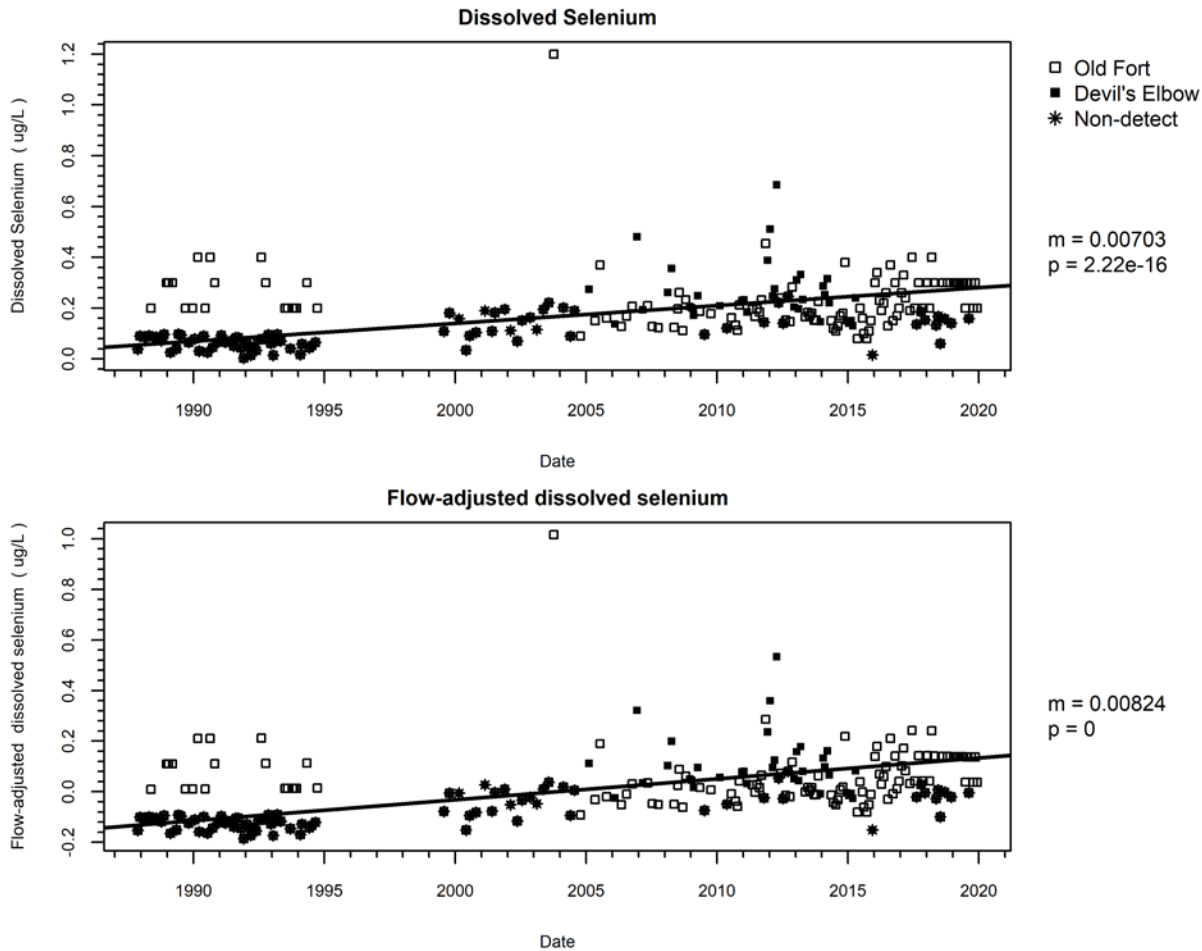 Dissolved Selenium
Dissolved Selenium ( ug/L )
1.2
1.0
0.8
0.6
0.4
0.2
0.0
1990 1995 2000 2005 2010 2015 2020
Date
Old Fort
Devil's Elbow
Non-detect
m = 0.00703
p = 2.22e-16
Flow-adjusted dissolved selenium
Flow-adjusted dissolved selenium ( ug/L )
1.0
0.8
0.6
0.4
0.2
0.0
-0.2
1990 1995 2000 2005 2010 2015 2020
Date
m = 0.00824
p = 0